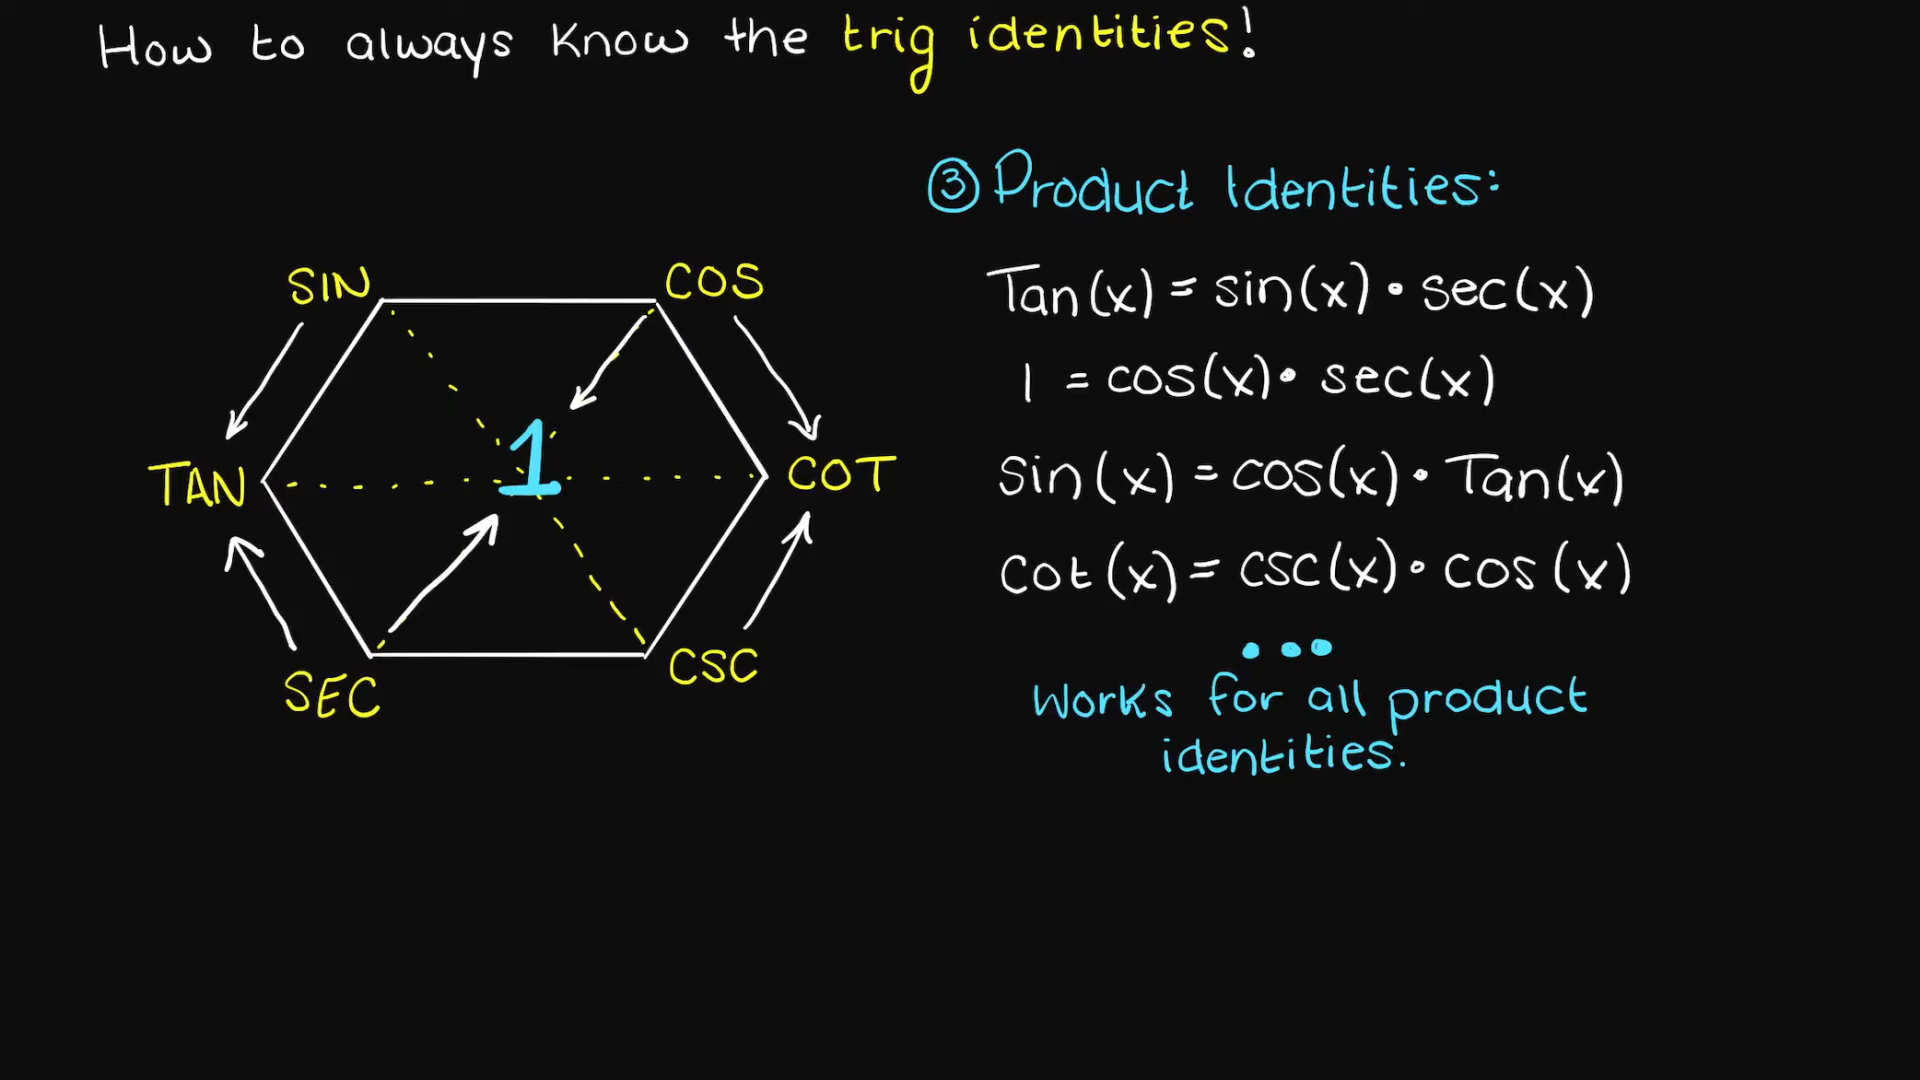 How to always know the trig identities!
③ Product Identities:
SIN
COS
Tan(x) = sin(x) • sec(x)
1 = cos(x) • sec(x)
1
TAN
COT
sin(x) = cos(x) • Tan(x)
cot(x) = csc(x) • cos(x)
SEC
CSC
...
works for all product
identities.